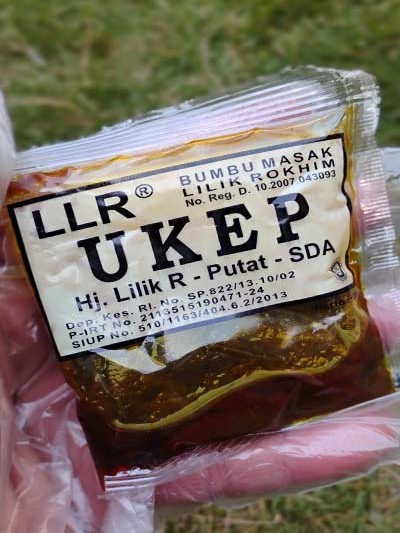 LLR®
BUMBU MASAK
LILIK ROKHIM
No. Reg. D. 10.2007.043093
UKEP
Hj. Lilik R - Putat - SDA
Dep. Kes. RI. No. SP.822/13.10/02
P-IRT No. 2113515190471-24
SIUP No. 510/1163/404.6.2/2013